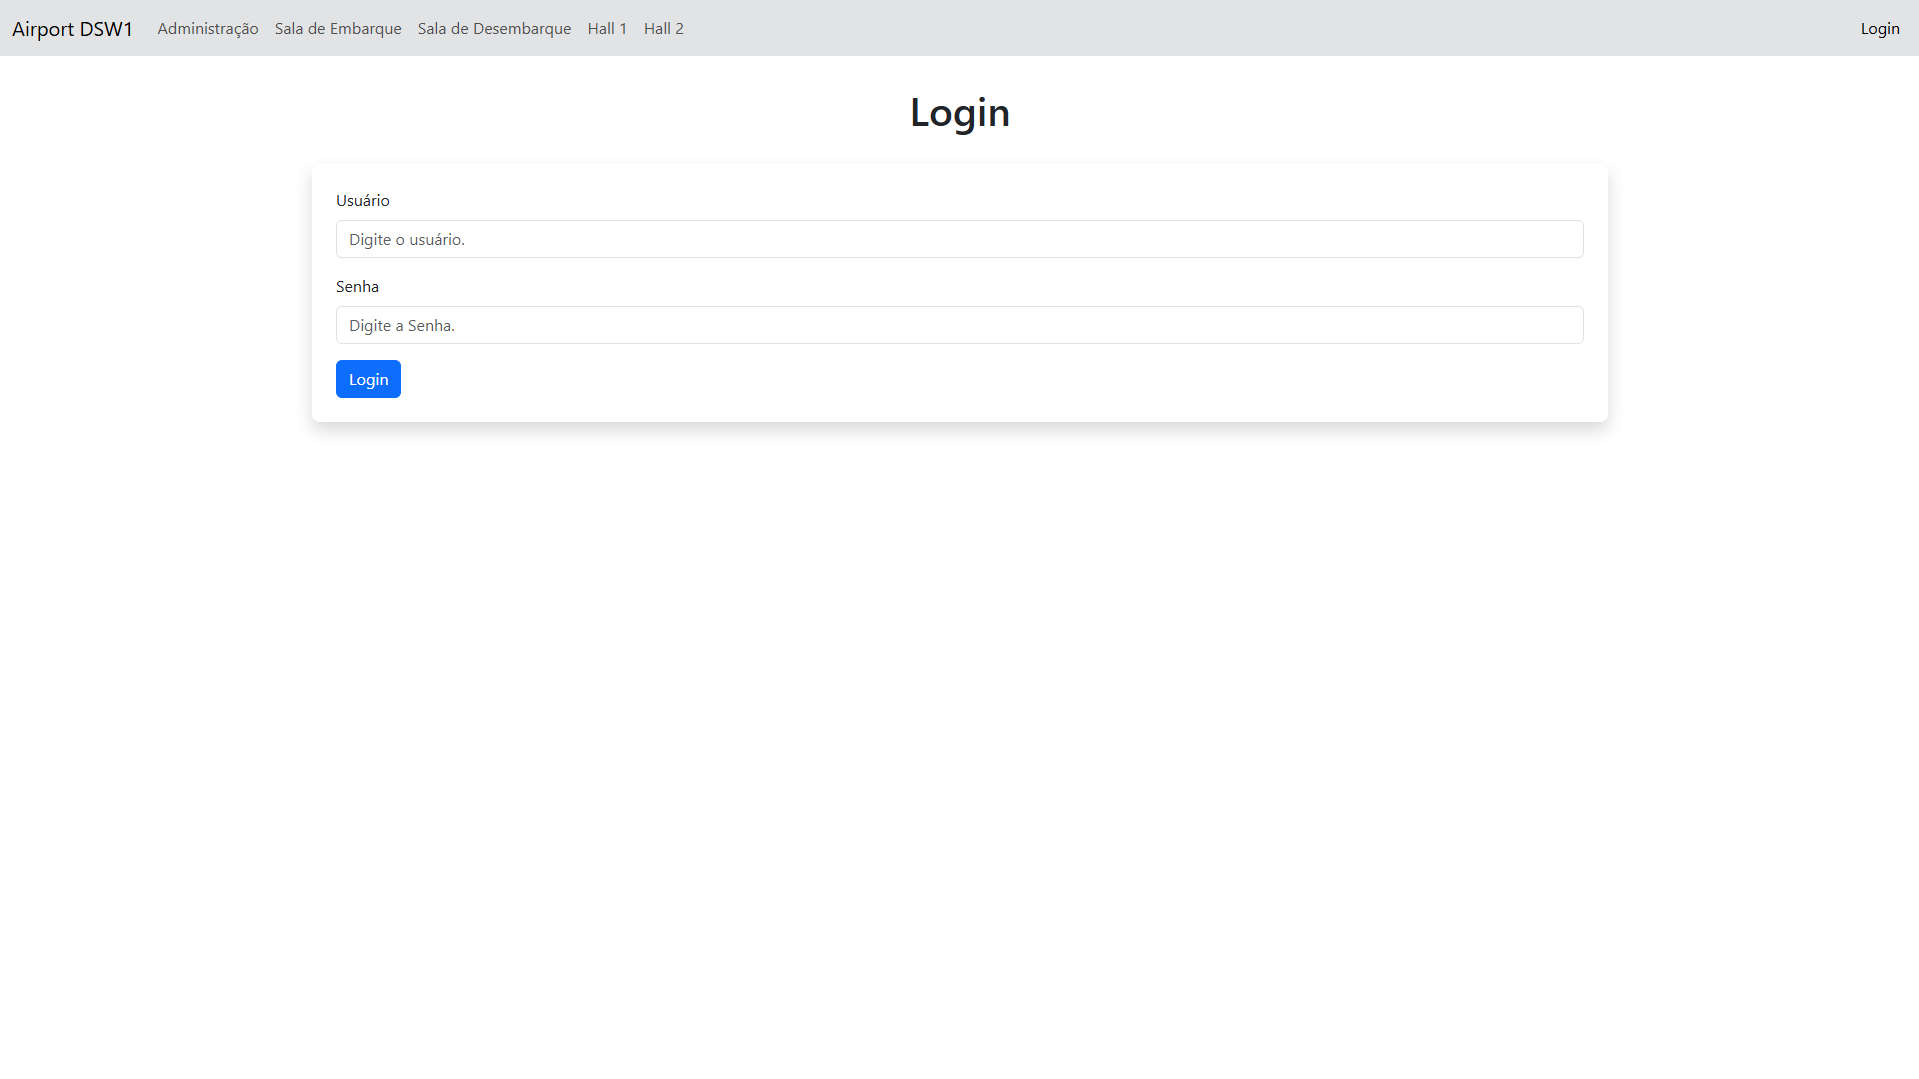 Airport DSW1 Administração Sala de Embarque Sala de Desembarque Hall 1 Hall 2 Login
Login
Usuário
Digite o usuário.
Senha
Digite a Senha.
Login